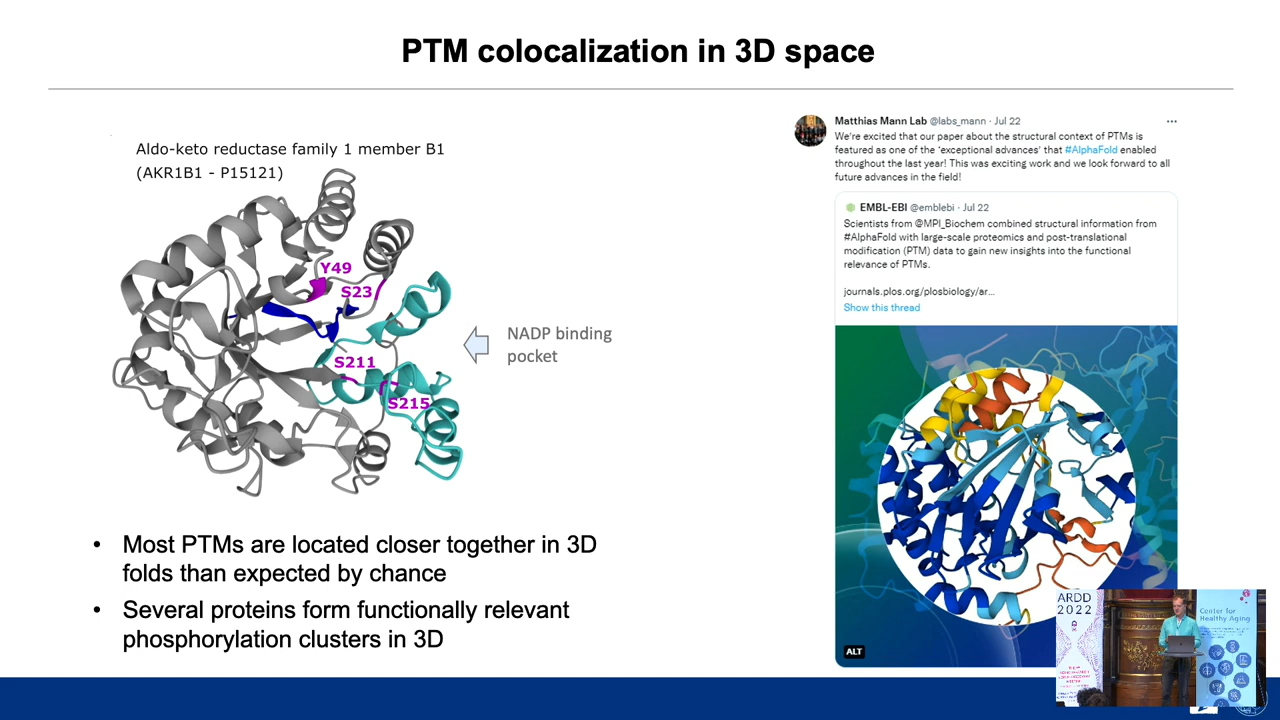 PTM colocalization in 3D space
Aldo-keto reductase family 1 member B1
(AKR1B1 - P15121)
Y49
S23
S211
S215
NADP binding
pocket
• Most PTMs are located closer together in 3D
folds than expected by chance
• Several proteins form functionally relevant
phosphorylation clusters in 3D
Matthias Mann Lab @labs_mann · Jul 22
We're excited that our paper about the structural context of PTMs is
featured as one of the 'exceptional advances' that #AlphaFold enabled
throughout the last year! This was exciting work and we look forward to all
future advances in the field!
EMBL-EBI @emblebi · Jul 22
Scientists from @MPI_Biochem combined structural information from
#AlphaFold with large-scale proteomics and post-translational
modification (PTM) data to gain new insights into the functional
relevance of PTMs.
journals.plos.org/plosbiology/ar...
Show this thread
ALT
ARDD
2022
Center for
Healthy Aging